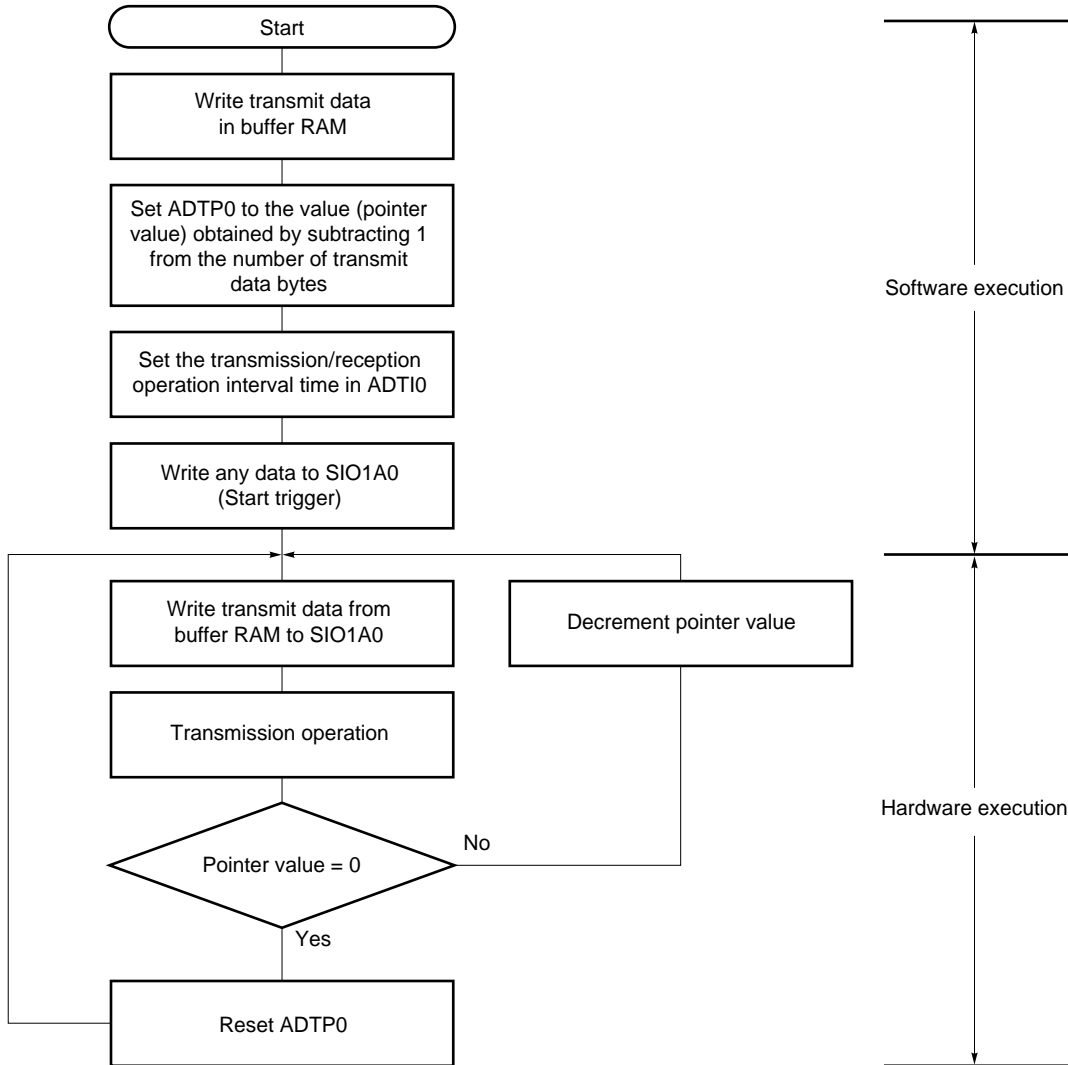 Start
Write transmit data
in buffer RAM
Set ADTP0 to the value (pointer
value) obtained by subtracting 1
from the number of transmit
data bytes
Software execution
Set the transmission/reception
operation interval time in ADTI0
Write any data to SIO1A0
(Start trigger)
Write transmit data from
buffer RAM to SIO1A0
Decrement pointer value
Transmission operation
Hardware execution
Pointer value = 0
No
Yes
Reset ADTP0